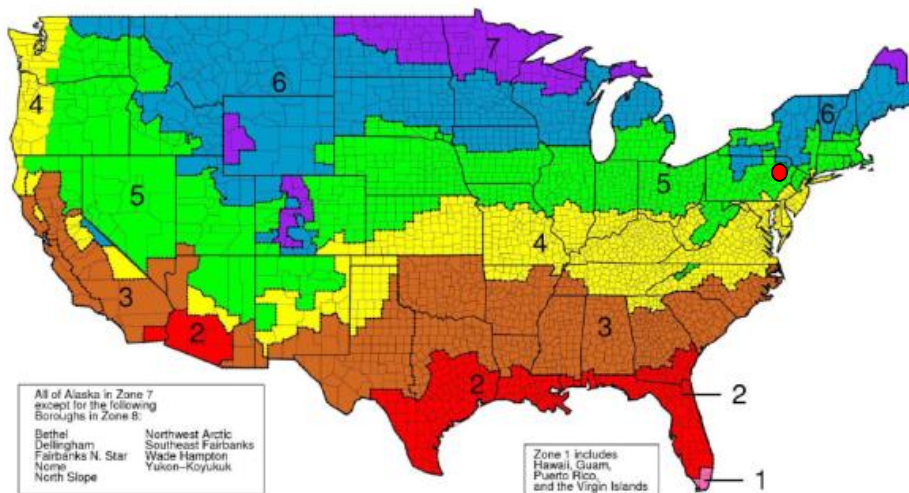 7
6
6
4
5
5
4
3
3
2
2
2
1
All of Alaska in Zone 7
except for the following
Boroughs in Zone 8:
Bethel
Dellingham
Fairbanks N. Star
Nome
North Slope
Northwest Arctic
Southeast Fairbanks
Wade Hampton
Yukon-Koyukuk
Zone 1 includes
Hawaii, Guam,
Puerto Rico,
and the Virgin Islands